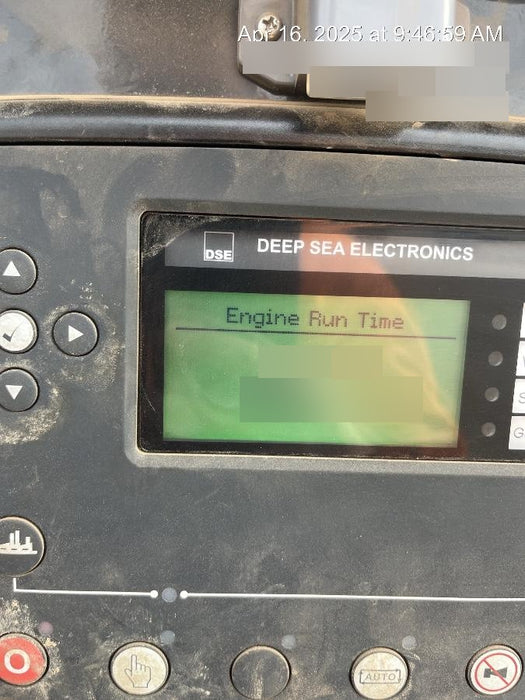 Apr 16, 2025 at 9:46:59 AM
DSE
DEEP SEA ELECTRONICS
Engine Run Time
AUTO